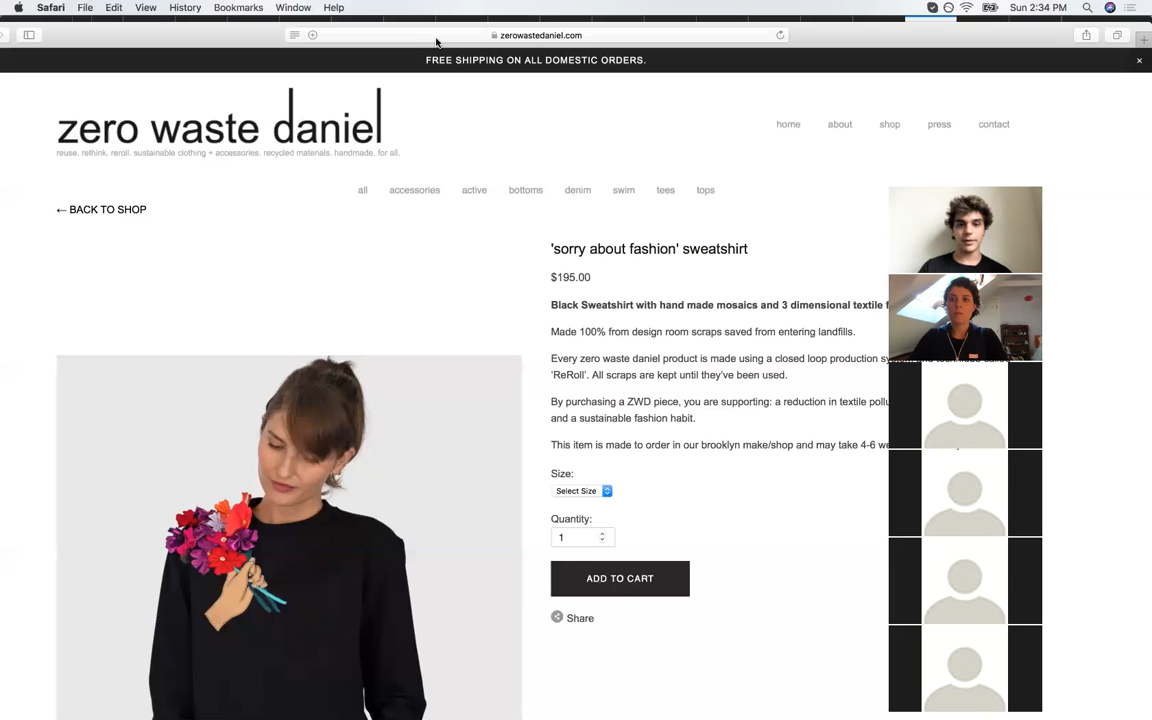 Safari File Edit View History Bookmarks Window Help Sun 2:34 PM
zerowastedaniel.com
FREE SHIPPING ON ALL DOMESTIC ORDERS.
zero waste daniel
reuse. rethink. reroll. sustainable clothing + accessories. recycled materials. handmade. for all.
home about shop press contact
all accessories active bottoms denim swim tees tops
← BACK TO SHOP
'sorry about fashion' sweatshirt
$195.00
Black Sweatshirt with hand made mosaics and 3 dimensional textile
Made 100% from design room scraps saved from entering landfills.
Every zero waste daniel product is made using a closed loop production
'ReRoll'. All scraps are kept until they've been used.
By purchasing a ZWD piece, you are supporting: a reduction in textile
and a sustainable fashion habit.
This item is made to order in our brooklyn make/shop and may take 4-6
Size:
Select Size
Quantity:
1
ADD TO CART
Share